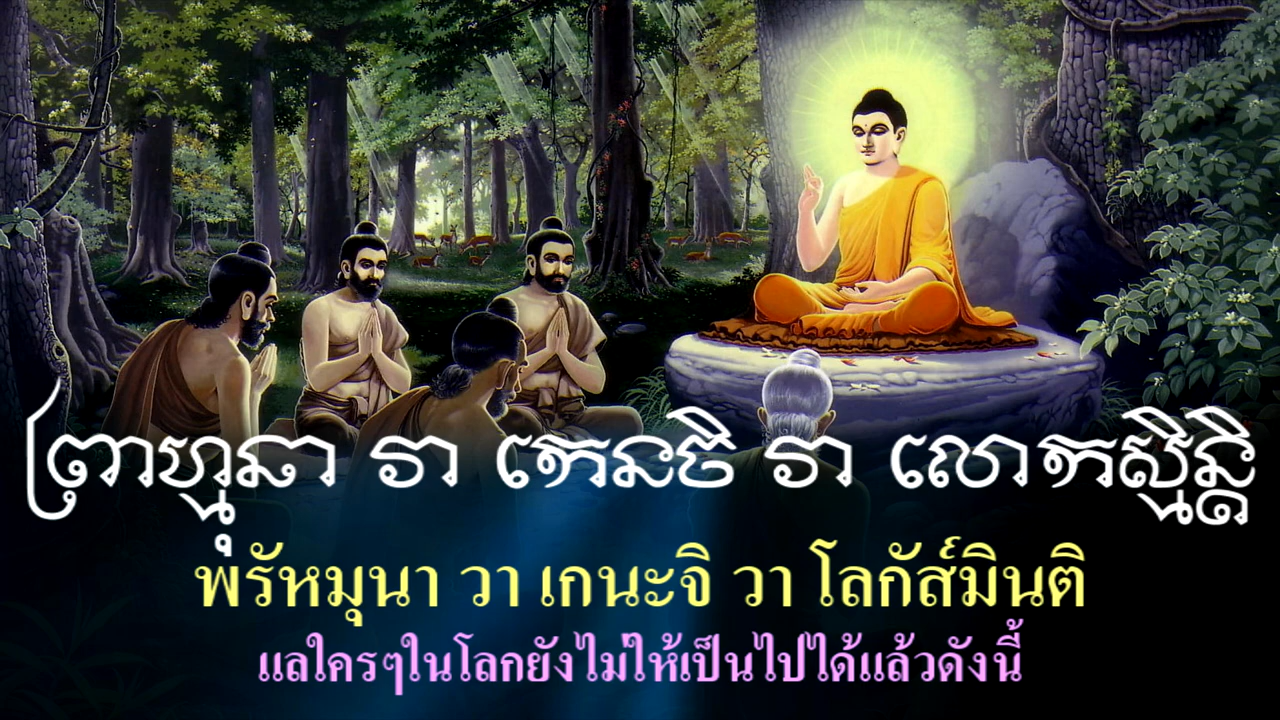 ព្រហ្មុនា វា កេនចិ វា លោកស្មិន្តិ
พรัหมุนา วา เกนะจิ วา โลกัส์มินติ
แลใครๆในโลกยังไม่ให้เป็นไปได้แล้วดังนี้